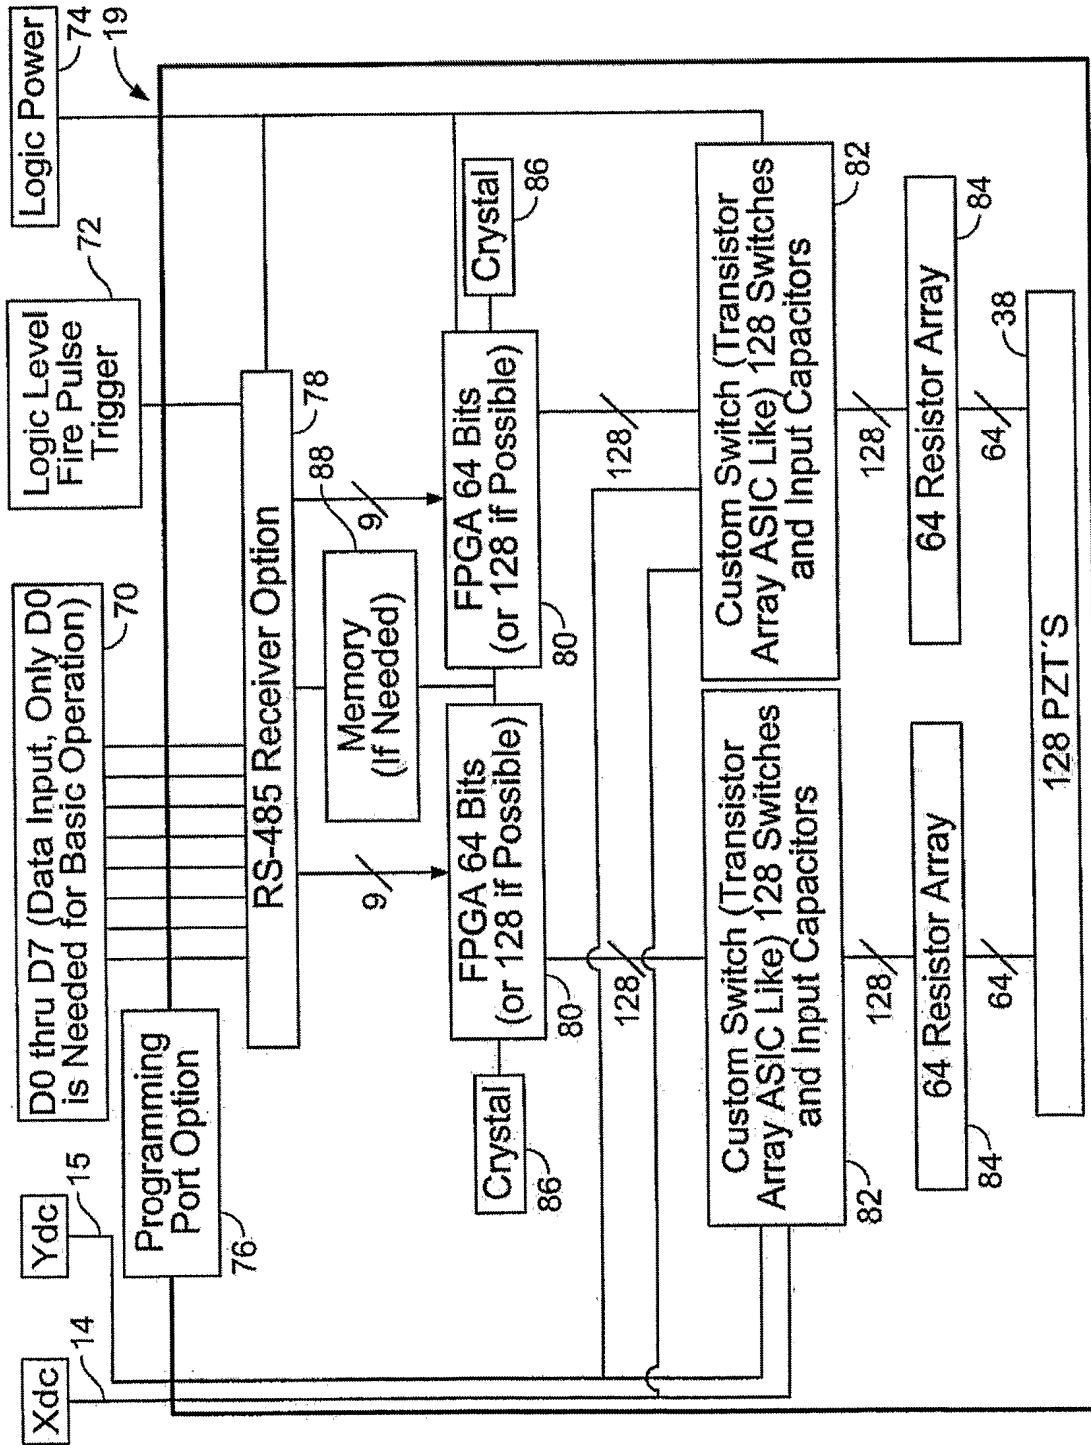 Xdc
14
Ydc
15
D0 thru D7 (Data Input, Only D0
is Needed for Basic Operation)
70
Logic Level
Fire Pulse
Trigger
72
Logic Power
74
19
Programming
Port Option
76
RS-485 Receiver Option
78
9
9
Memory
(If Needed)
88
Crystal
86
FPGA 64 Bits
(or 128 if Possible)
80
FPGA 64 Bits
(or 128 if Possible)
80
Crystal
86
128
128
Custom Switch (Transistor
Array ASIC Like) 128 Switches
and Input Capacitors
82
Custom Switch (Transistor
Array ASIC Like) 128 Switches
and Input Capacitors
82
128
128
64 Resistor Array
84
64 Resistor Array
84
64
64
128 PZT'S
38